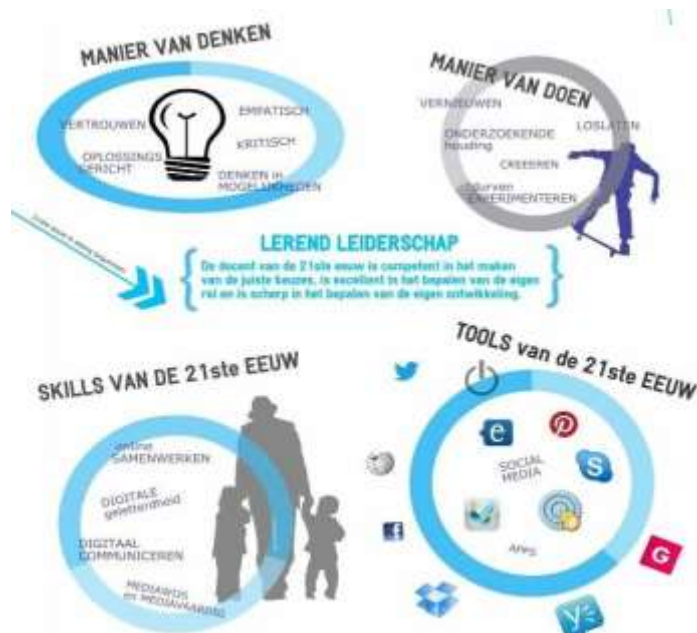 MANIER VAN DENKEN
VERTROUWEN
EMPATISCH
OPLOSSINGS
GERICHT
KRITISCH
DENKEN in
MOGELIJKHEDEN
MANIER VAN DOEN
VERNIEUWEN
LOSLATEN
ONDERZOEKENDE
houding
CREEEREN
durven
EXPERIMENTEREN
LEREND LEIDERSCHAP
De docent van de 21ste eeuw is competent in het maken
van de juiste keuzes, is excellent in het bepalen van de eigen
rol en is scherp in het bepalen van de eigen ontwikkeling.
SKILLS VAN DE 21ste EEUW
online
SAMENWERKEN
DIGITALE
geletterdheid
DIGITAAL
COMMUNICEREN
MEDIAWIJS
en MEDIAVAARDIG
TOOLS van de 21ste EEUW
SOCIAL
MEDIA
APPS